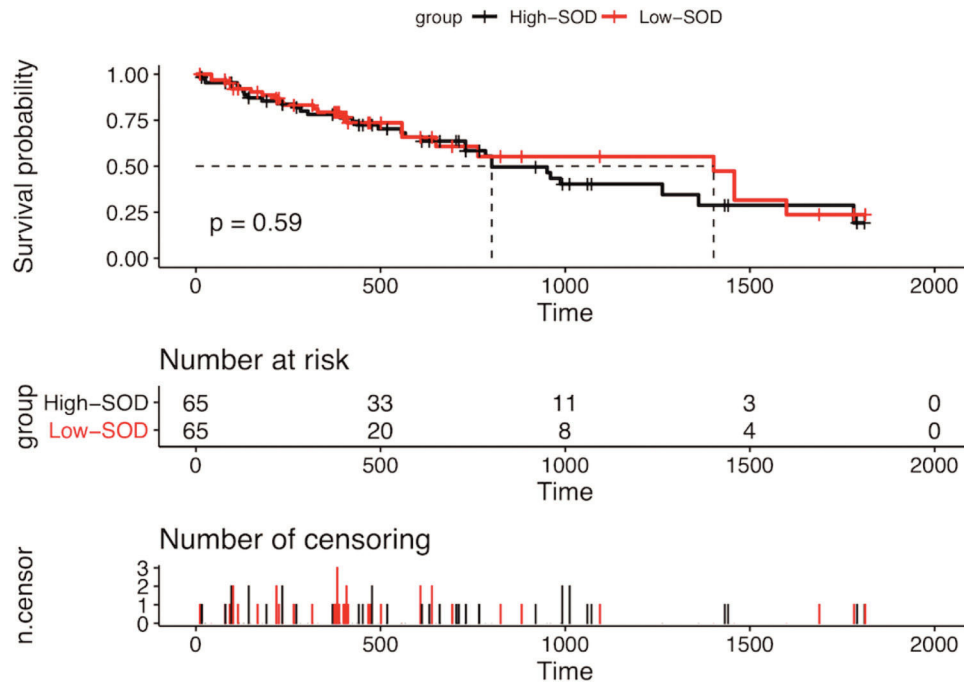 group High-SOD Low-SOD
Survival probability
1.00
0.75
0.50
0.25
0.00
p = 0.59
0 500 1000 1500 2000
Time
Number at risk
group
High-SOD 65 33 11 3 0
Low-SOD 65 20 8 4 0
0 500 1000 1500 2000
Time
Number of censoring
n.censor
3
2
1
0
0 500 1000 1500 2000
Time